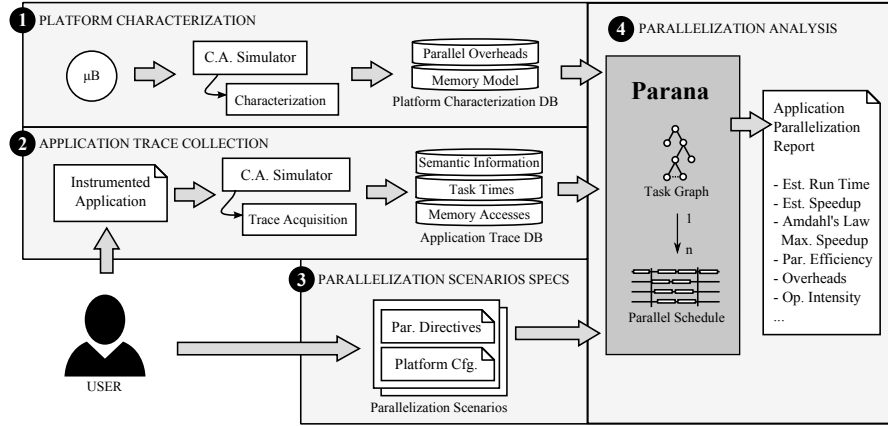 1 PLATFORM CHARACTERIZATION
μB
C.A. Simulator
Characterization
Parallel Overheads
Memory Model
Platform Characterization DB
2 APPLICATION TRACE COLLECTION
Instrumented
Application
C.A. Simulator
Trace Acquisition
Semantic Information
Task Times
Memory Accesses
Application Trace DB
3 PARALLELIZATION SCENARIOS SPECS
USER
Par. Directives
Platform Cfg.
Parallelization Scenarios
4 PARALLELIZATION ANALYSIS
Parana
Task Graph
1
n
Parallel Schedule
Application
Parallelization
Report
- Est. Run Time
- Est. Speedup
- Amdahl's Law
Max. Speedup
- Par. Efficiency
- Overheads
- Op. Intensity
...